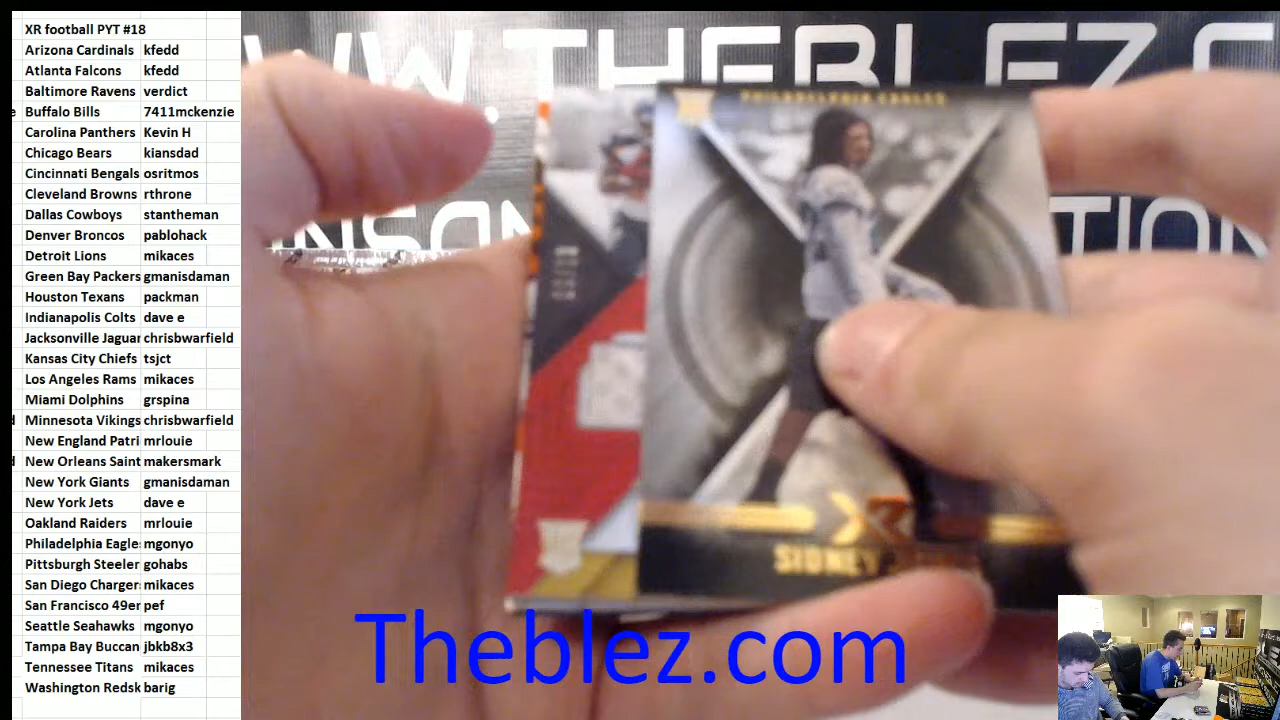 XR football PYT #18
Arizona Cardinals kfedd
Atlanta Falcons kfedd
Baltimore Ravens verdict
Buffalo Bills 7411mckenzie
Carolina Panthers Kevin H
Chicago Bears kiansdad
Cincinnati Bengals osritmos
Cleveland Browns rthrone
Dallas Cowboys stantheman
Denver Broncos pablohack
Detroit Lions mikaces
Green Bay Packers gmanisdaman
Houston Texans packman
Indianapolis Colts dave e
Jacksonville Jaguar chrisbwarfield
Kansas City Chiefs tsjct
Los Angeles Rams mikaces
Miami Dolphins grspina
Minnesota Vikings chrisbwarfield
New England Patri mrlouie
New Orleans Saint makersmark
New York Giants gmanisdaman
New York Jets dave e
Oakland Raiders mrlouie
Philadelphia Eagle mgonyo
Pittsburgh Steeler gohabs
San Diego Charger mikaces
San Francisco 49er pef
Seattle Seahawks mgonyo
Tampa Bay Buccan jbkb8x3
Tennessee Titans mikaces
Washington Redsk barig
WW.THEBLEZ.C
PHILADELPHIA EAGLES
XR
SIDNEY
Theblez.com